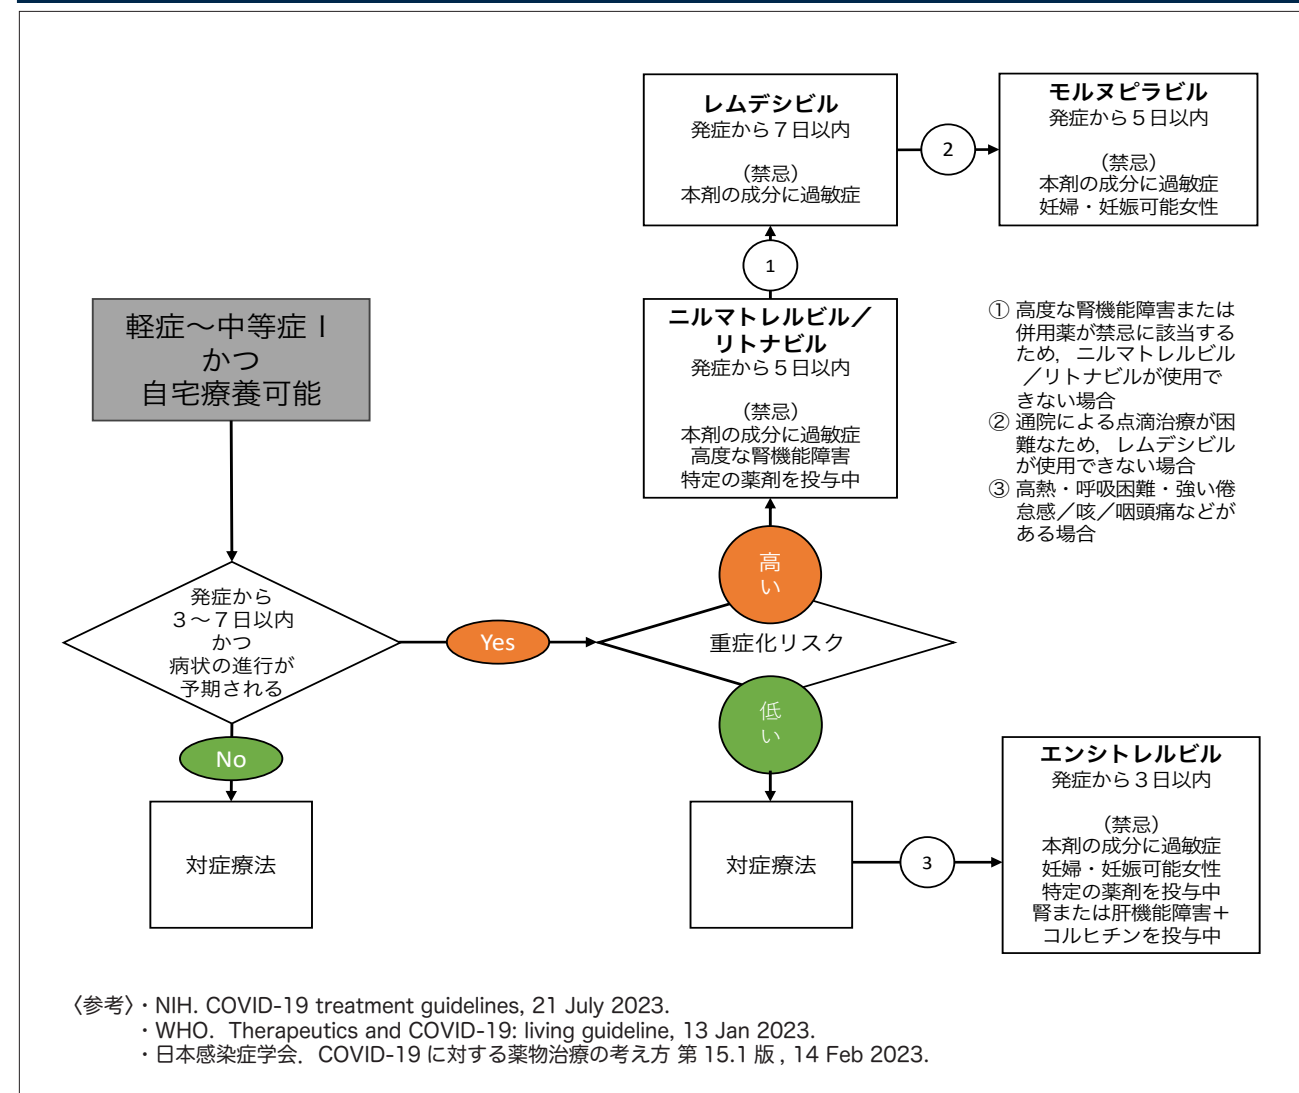 レムデシビル
発症から７日以内
（禁忌）
本剤の成分に過敏症
2
モルヌピラビル
発症から５日以内
（禁忌）
本剤の成分に過敏症
妊婦・妊娠可能女性
1
軽症～中等症Ⅰ
かつ
自宅療養可能
ニルマトレルビル／
リトナビル
発症から５日以内
（禁忌）
本剤の成分に過敏症
高度な腎機能障害
特定の薬剤を投与中
① 高度な腎機能障害または
併用薬が禁忌に該当する
ため，ニルマトレルビル
／リトナビルが使用で
きない場合
② 通院による点滴治療が困
難なため，レムデシビル
が使用できない場合
③ 高熱・呼吸困難・強い倦
怠感／咳／咽頭痛などが
ある場合
高
い
発症から
３～７日以内
かつ
病状の進行が
予期される
Yes
重症化リスク
低
い
No
対症療法
対症療法
3
エンシトレルビル
発症から３日以内
（禁忌）
本剤の成分に過敏症
妊婦・妊娠可能女性
特定の薬剤を投与中
腎または肝機能障害＋
コルヒチンを投与中
〈参考〉・NIH. COVID-19 treatment guidelines, 21 July 2023.
・WHO. Therapeutics and COVID-19: living guideline, 13 Jan 2023.
・日本感染症学会．COVID-19 に対する薬物治療の考え方 第 15.1 版 , 14 Feb 2023.